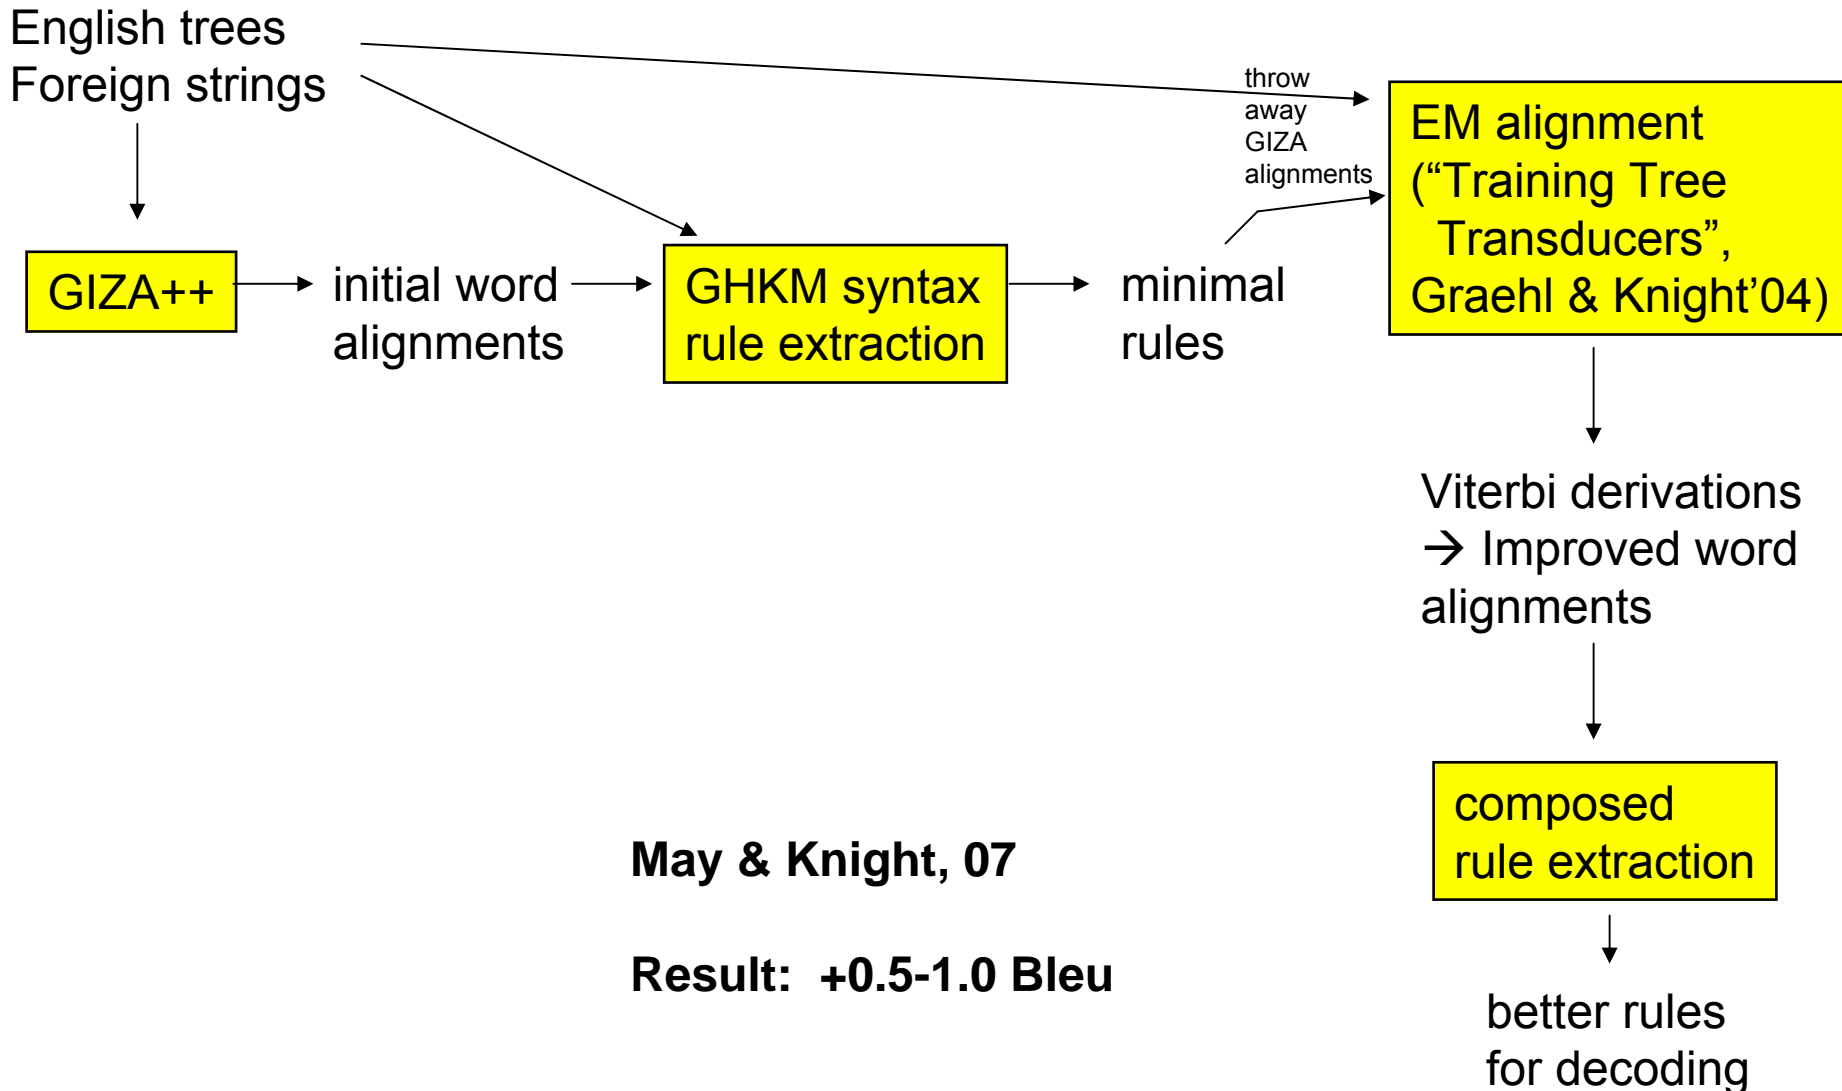 English trees
Foreign strings
throw
away
GIZA
alignments
EM alignment
(“Training Tree
Transducers”,
Graehl & Knight’04)
GIZA++
initial word
alignments
GHKM syntax
rule extraction
minimal
rules
Viterbi derivations
→ Improved word
alignments
composed
rule extraction
May & Knight, 07
Result: +0.5-1.0 Bleu
better rules
for decoding